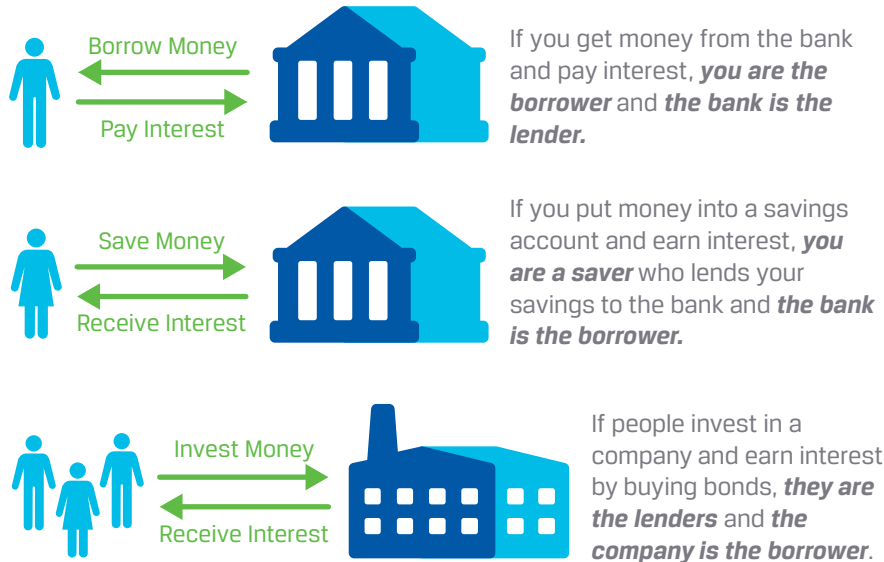 Borrow Money
Pay Interest
If you get money from the bank
and pay interest, you are the
borrower and the bank is the
lender.
Save Money
Receive Interest
If you put money into a savings
account and earn interest, you
are a saver who lends your
savings to the bank and the bank
is the borrower.
Invest Money
Receive Interest
If people invest in a
company and earn interest
by buying bonds, they are
the lenders and the
company is the borrower.